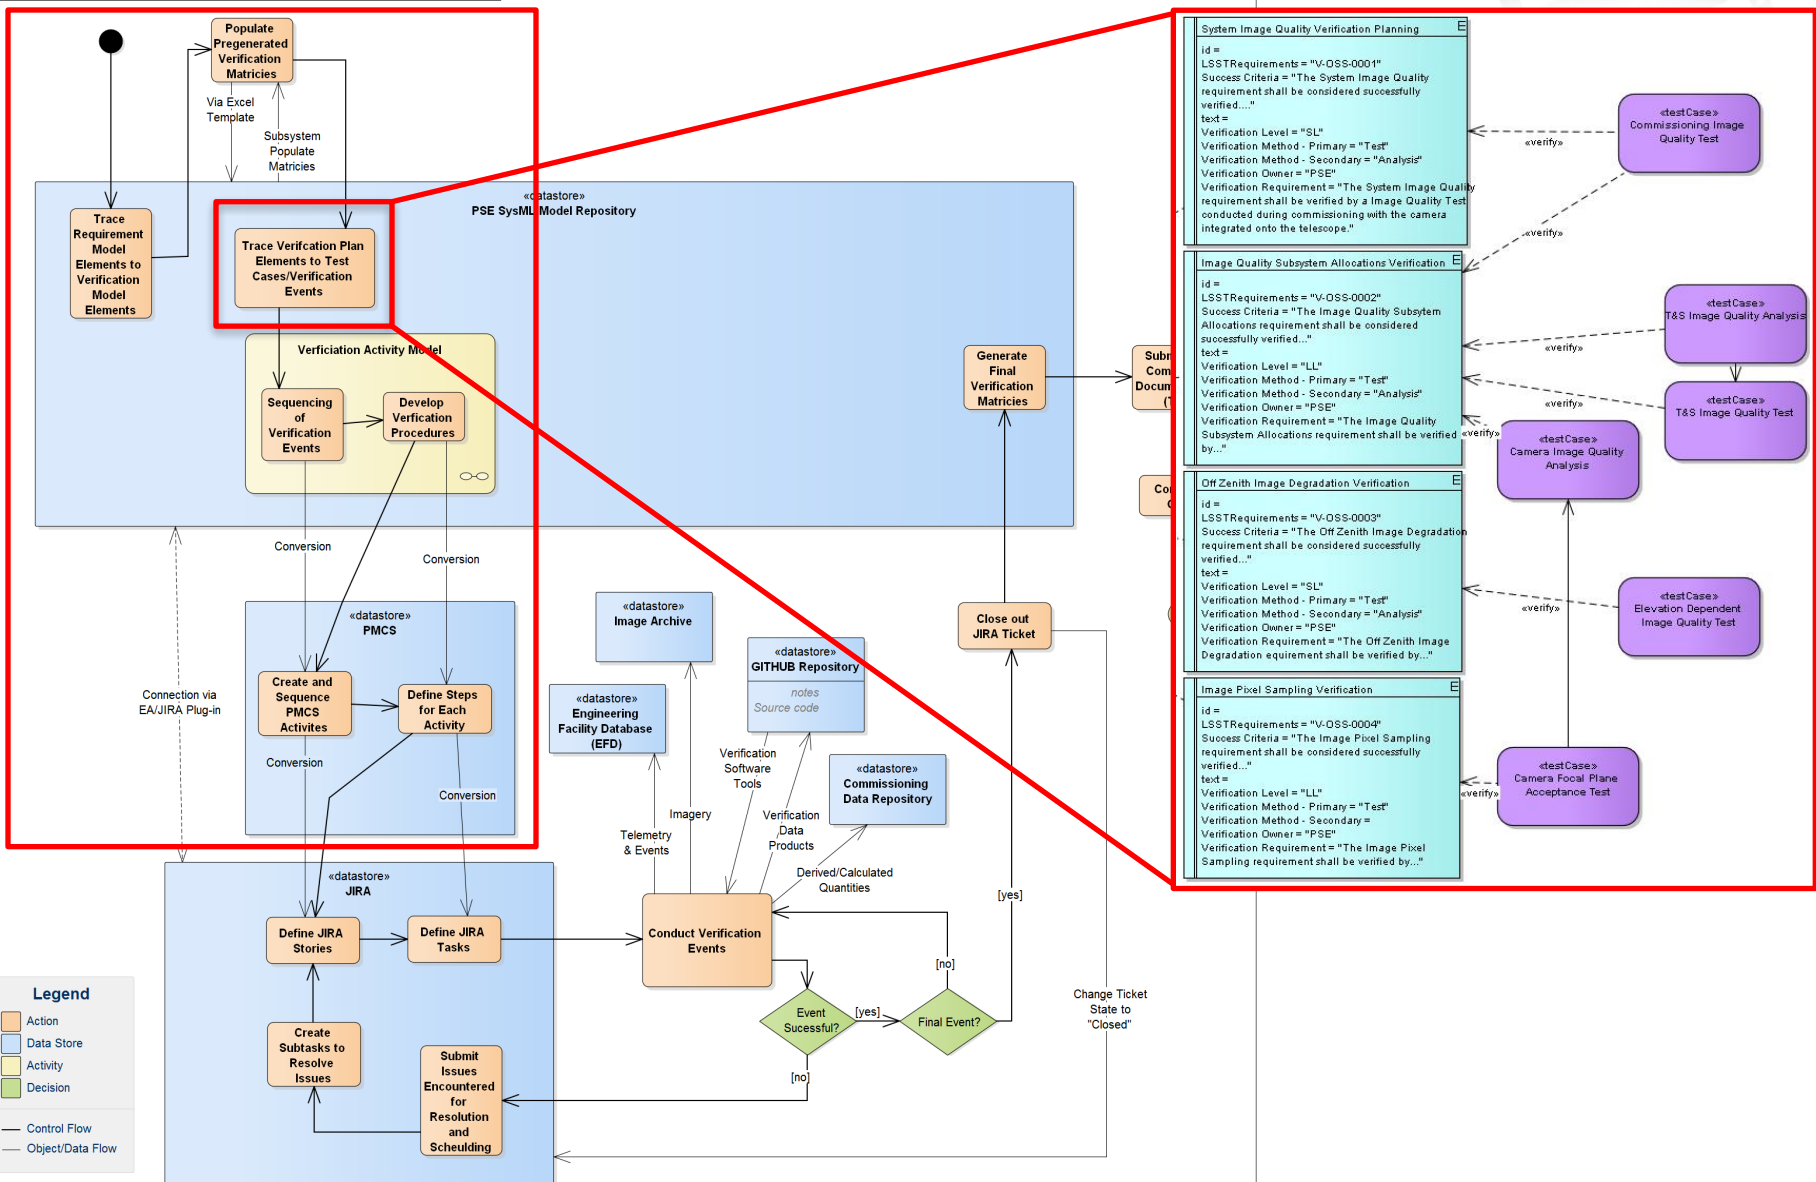 Populate
Pregenerated
Verification
Matricies
Via Excel
Template
Subsystem
Populate
Matricies
«datastore»
PSE SysML Model Repository
Trace
Requirement
Model
Elements to
Verification
Model
Elements
Trace Verifcation Plan
Elements to Test
Cases/Verification
Events
Verficiation Activity Model
Sequencing
of
Verification
Events
Develop
Verfication
Procedures
Generate
Final
Verification
Matricies
Conversion
Conversion
«datastore»
PMCS
Create and
Sequence
PMCS
Activites
Define Steps
for Each
Activity
Connection via
EA/JIRA Plug-in
Conversion
Conversion
«datastore»
JIRA
Define JIRA
Stories
Define JIRA
Tasks
Create
Subtasks to
Resolve
Issues
Submit
Issues
Encountered
for
Resolution
and
Scheulding
«datastore»
Image Archive
«datastore»
Engineering
Facility Database
(EFD)
«datastore»
GITHUB Repository
notes
Source code
«datastore»
Commissioning
Data Repository
Telemetry
& Events
Imagery
Verification
Software
Tools
Verification
Data
Products
Derived/Calculated
Quantities
Conduct Verification
Events
Event
Sucessful?
[yes]
Final Event?
[no]
[no]
[yes]
Close out
JIRA Ticket
Change Ticket
State to
"Closed"
Legend
Action
Data Store
Activity
Decision
Control Flow
Object/Data Flow
System Image Quality Verification Planning
id =
LSSTRequirements = "V-OSS-0001"
Success Criteria = "The System Image Quality
requirement shall be considered successfully
verified...."
text =
Verification Level = "SL"
Verification Method - Primary = "Test"
Verification Method - Secondary = "Analysis"
Verification Owner = "PSE"
Verification Requirement = "The System Image Quality
requirement shall be verified by a Image Quality Test
conducted during commissioning with the camera
integrated onto the telescope."
Image Quality Subsystem Allocations Verification
id =
LSSTRequirements = "V-OSS-0002"
Success Criteria = "The Image Quality Subsytem
Allocations requirement shall be considered
successfully verified..."
text =
Verification Level = "LL"
Verification Method - Primary = "Test"
Verification Method - Secondary = "Analysis"
Verification Owner = "PSE"
Verification Requirement = "The Image Quality
Subsystem Allocations requirement shall be verified
by..."
Off Zenith Image Degradation Verification
id =
LSSTRequirements = "V-OSS-0003"
Success Criteria = "The Off Zenith Image Degradation
requirement shall be considered successfully
verified..."
text =
Verification Level = "SL"
Verification Method - Primary = "Test"
Verification Method - Secondary = "Analysis"
Verification Owner = "PSE"
Verification Requirement = "The Off Zenith Image
Degradation equirement shall be verified by..."
Image Pixel Sampling Verification
id =
LSSTRequirements = "V-OSS-0004"
Success Criteria = "The Image Pixel Sampling
requirement shall be considered successfully
verified..."
text =
Verification Level = "LL"
Verification Method - Primary = "Test"
Verification Method - Secondary =
Verification Owner = "PSE"
Verification Requirement = "The Image Pixel
Sampling requirement shall be verified by..."
«testCase»
Commissioning Image
Quality Test
«verify»
«verify»
«testCase»
T&S Image Quality Analysis
«verify»
«testCase»
T&S Image Quality Test
«verify»
«testCase»
Camera Image Quality
Analysis
«verify»
«testCase»
Elevation Dependent
Image Quality Test
«verify»
«testCase»
Camera Focal Plane
Acceptance Test
«verify»